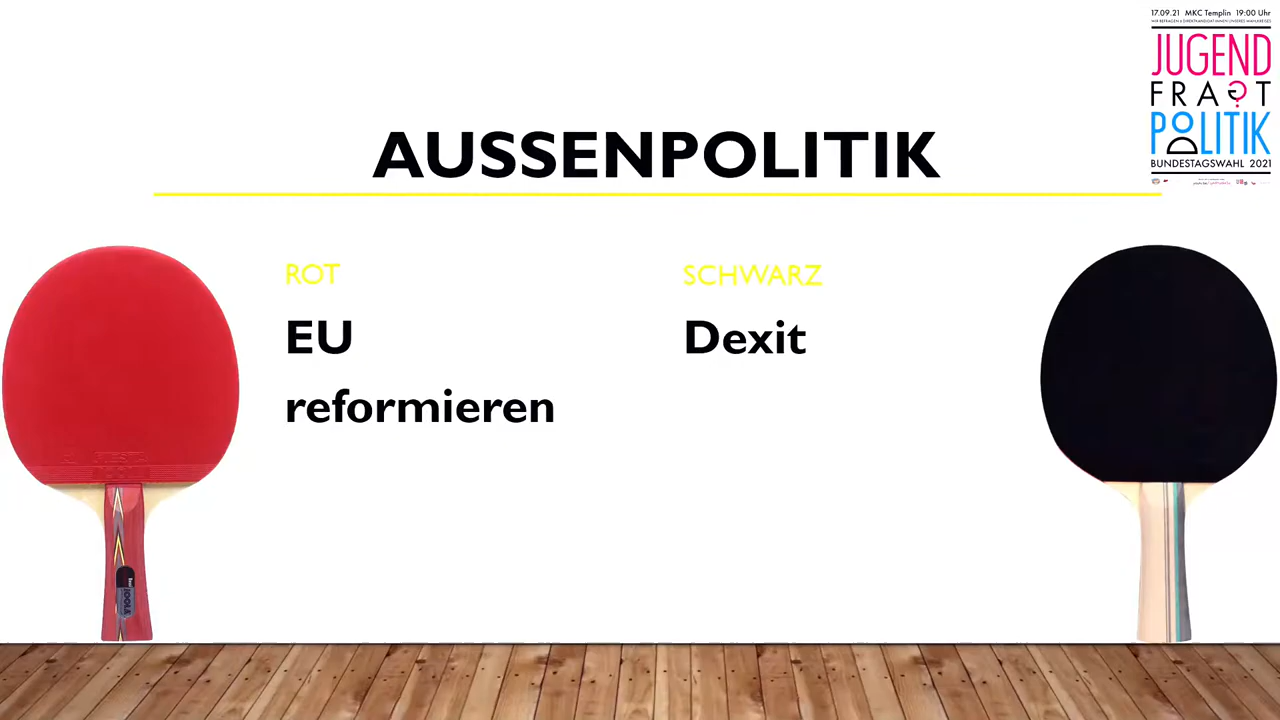 17.09.21 MKC Templin 19:00 Uhr
JUGEND
FRAGT
POLITIK
BUNDESTAGSWAHL 2021
AUSSENPOLITIK
ROT
EU
reformieren
SCHWARZ
Dexit